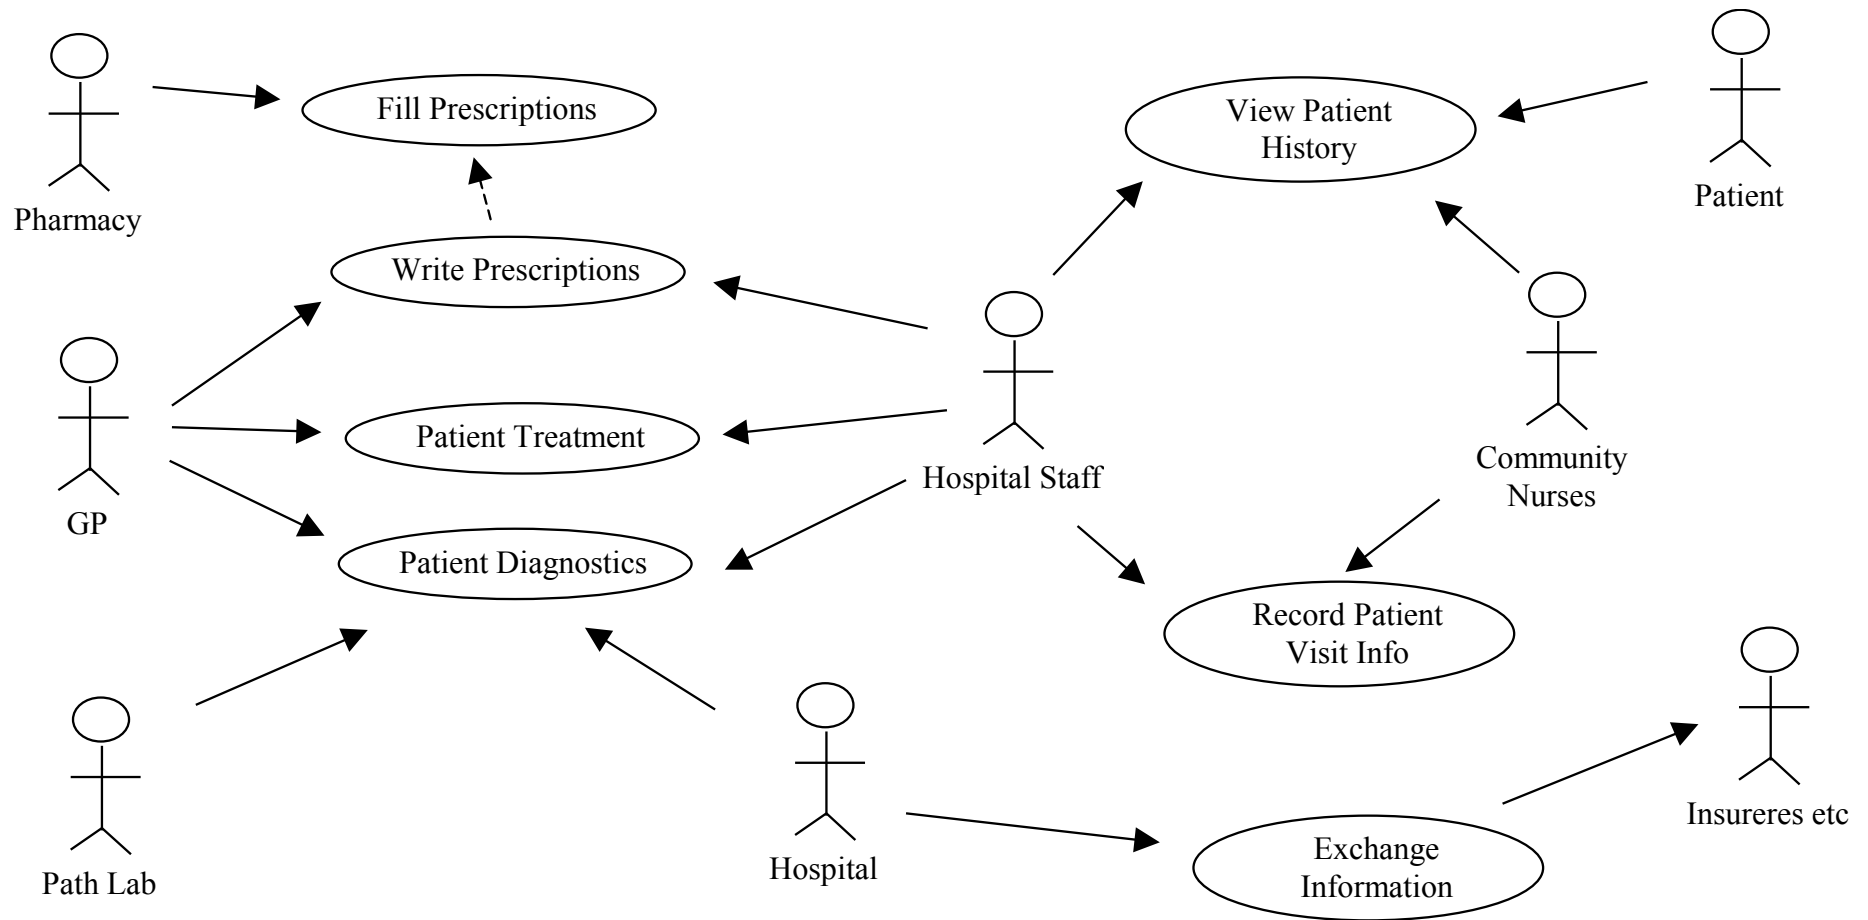 Fill Prescriptions
View Patient
History
Patient
Pharmacy
Write Prescriptions
Patient Treatment
Hospital Staff
Community
Nurses
GP
Patient Diagnostics
Record Patient
Visit Info
Insureres etc
Hospital
Exchange
Information
Path Lab